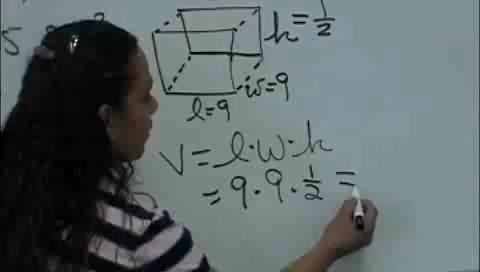 h = 1/2
w = 9
l = 9
V = l · w · h
= 9 · 9 · 1/2 =